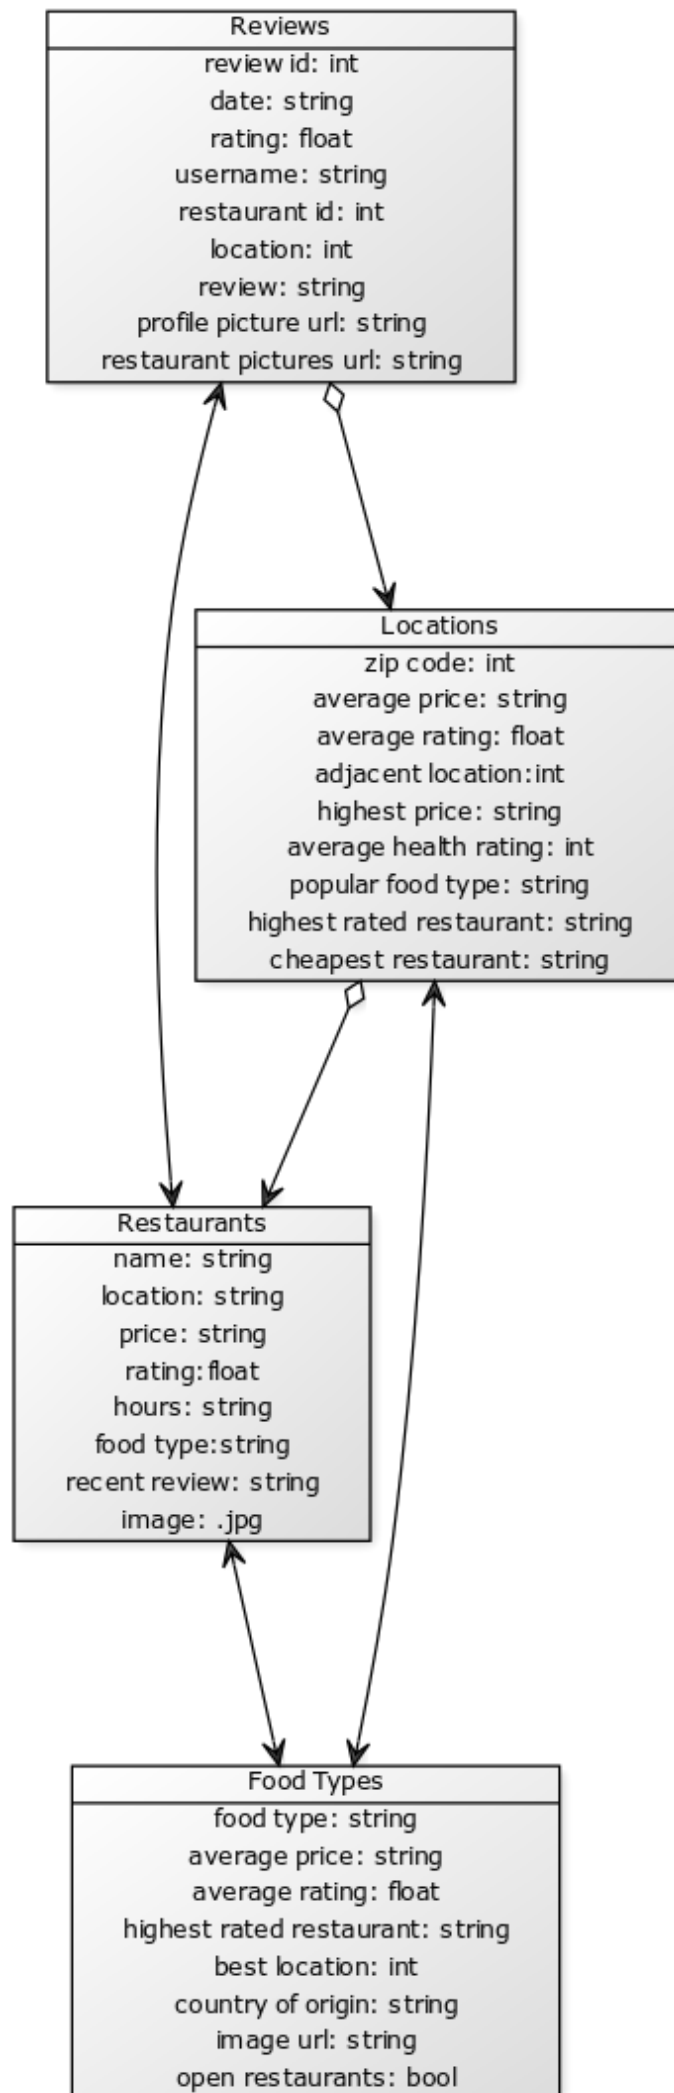 Reviews
review id: int
date: string
rating: float
username: string
restaurant id: int
location: int
review: string
profile picture url: string
restaurant pictures url: string
Locations
zip code: int
average price: string
average rating: float
adjacent location:int
highest price: string
average health rating: int
popular food type: string
highest rated restaurant: string
cheapest restaurant: string
Restaurants
name: string
location: string
price: string
rating:float
hours: string
food type:string
recent review: string
image: .jpg
Food Types
food type: string
average price: string
average rating: float
highest rated restaurant: string
best location: int
country of origin: string
image url: string
open restaurants: bool